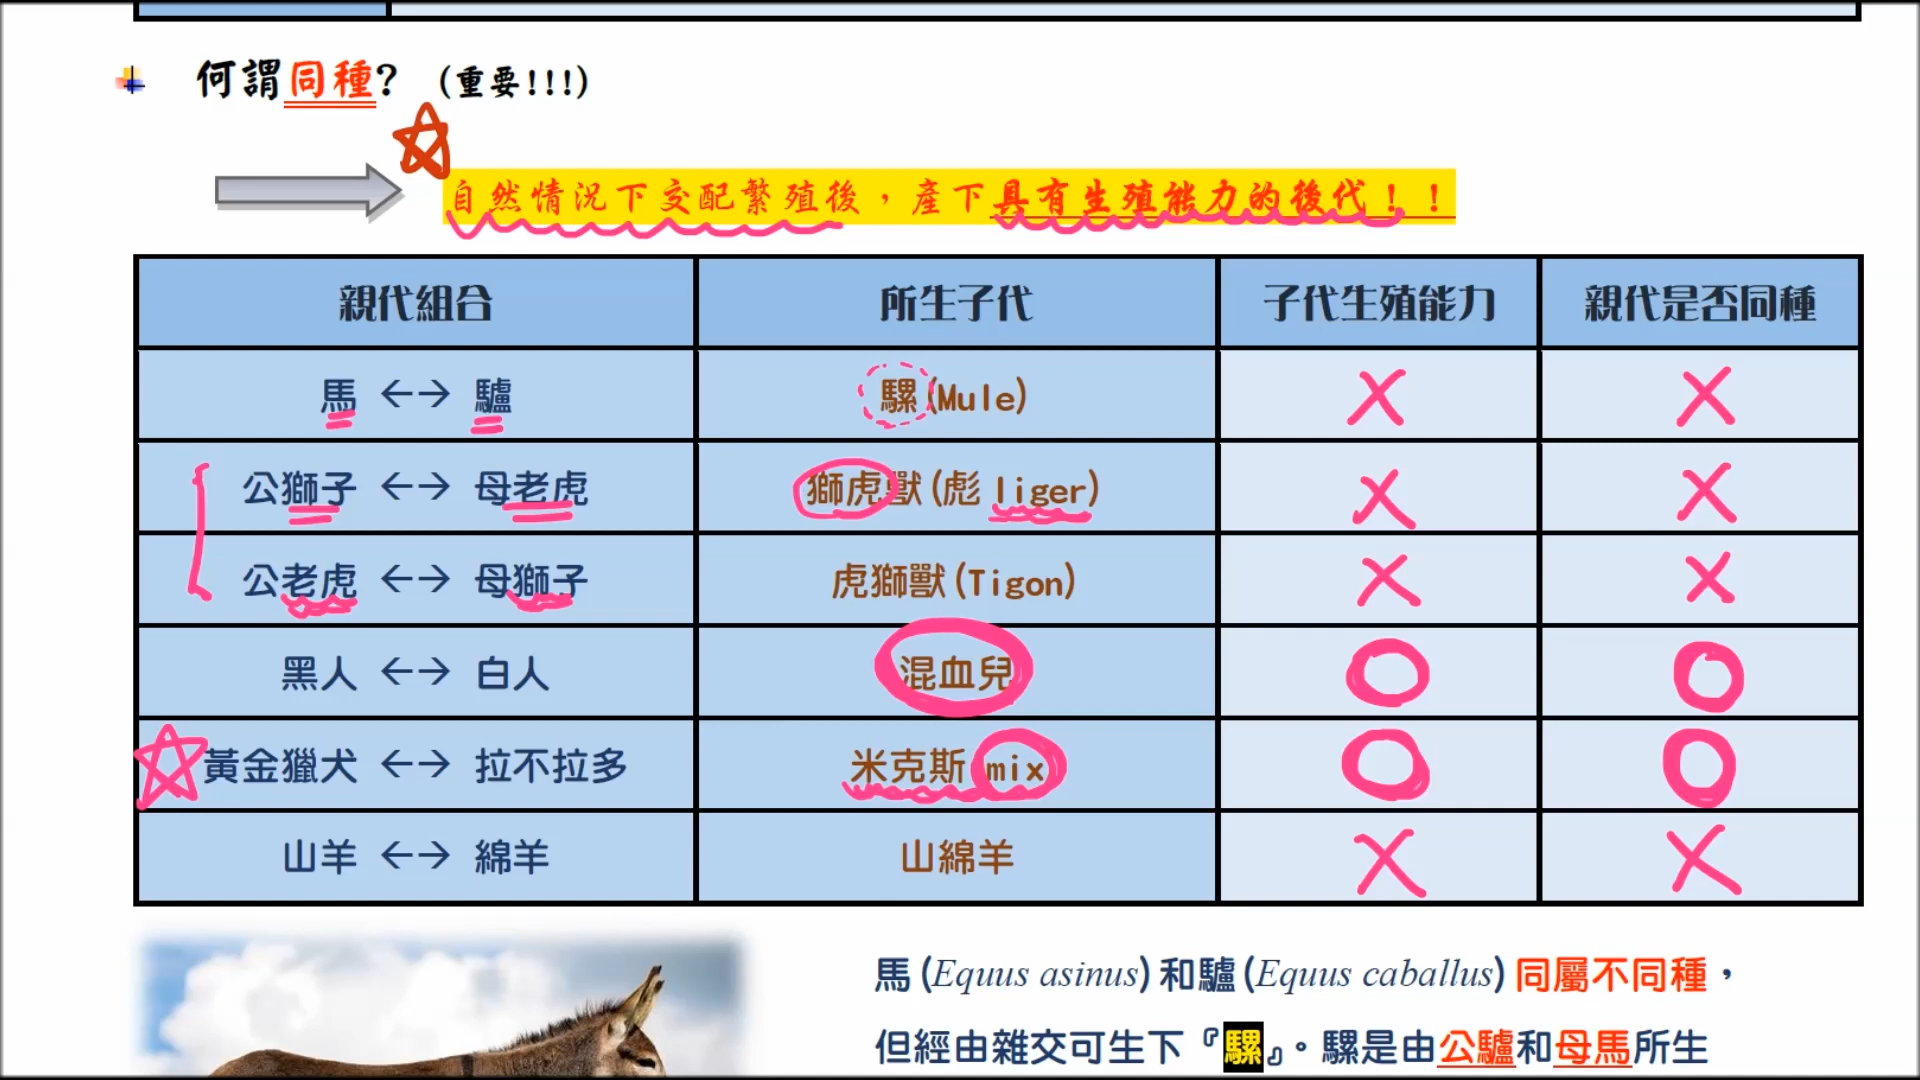 何謂同種? (重要!!!)
自然情況下交配繁殖後,產下具有生殖能力的後代!!
親代組合 所生子代 子代生殖能力 親代是否同種
馬 ←→ 驢 騾(Mule) X X
公獅子 ←→ 母老虎 獅虎獸(彪 liger) X X
公老虎 ←→ 母獅子 虎獅獸(Tigon) X X
黑人 ←→ 白人 混血兒 O O
黃金獵犬 ←→ 拉不拉多 米克斯(mix) O O
山羊 ←→ 綿羊 山綿羊 X X
馬(Equus asinus)和驢(Equus caballus)同屬不同種,
但經由雜交可生下『騾』。騾是由公驢和母馬所生